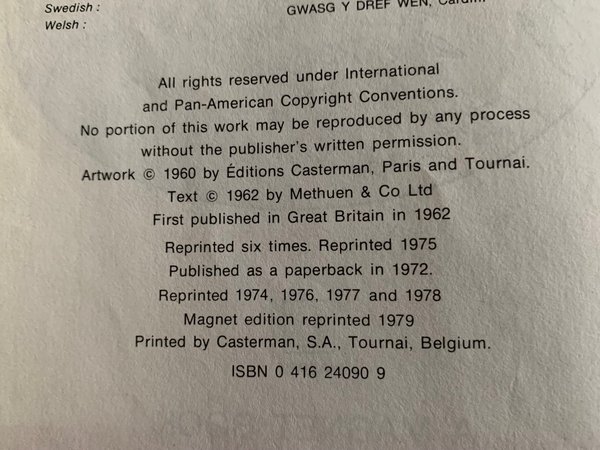 Swedish :
Welsh : GWASG Y DREF WEN,
All rights reserved under International
and Pan-American Copyright Conventions.
No portion of this work may be reproduced by any process
without the publisher's written permission.
Artwork © 1960 by Éditions Casterman, Paris and Tournai.
Text © 1962 by Methuen & Co Ltd
First published in Great Britain in 1962
Reprinted six times. Reprinted 1975
Published as a paperback in 1972.
Reprinted 1974, 1976, 1977 and 1978
Magnet edition reprinted 1979
Printed by Casterman, S.A., Tournai, Belgium.
ISBN 0 416 24090 9